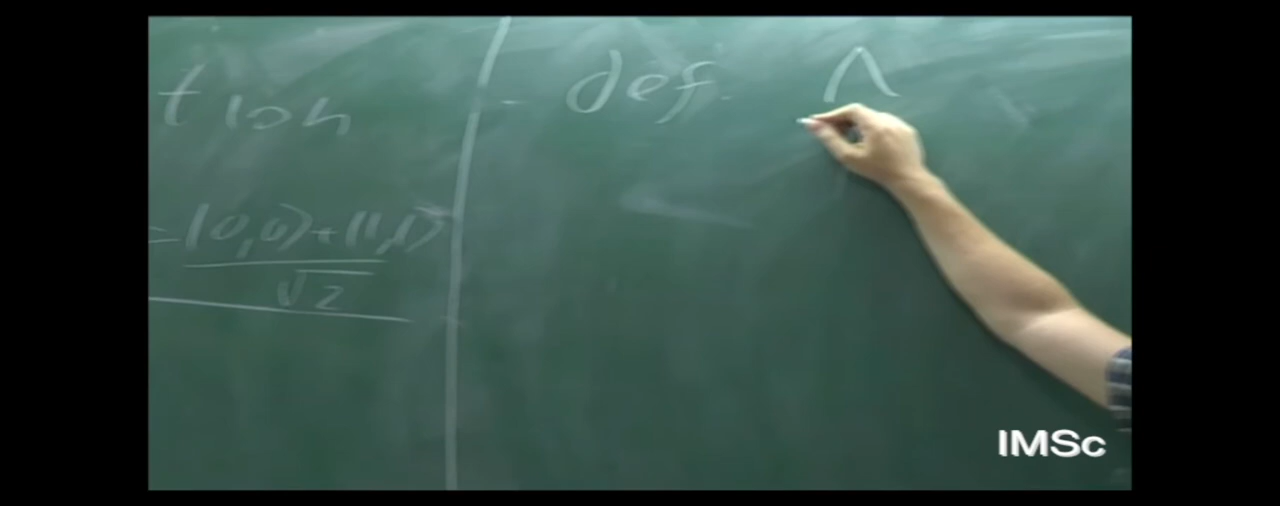 tion
= |0,0⟩+|1,1⟩
√2
def. Λ
IMSc